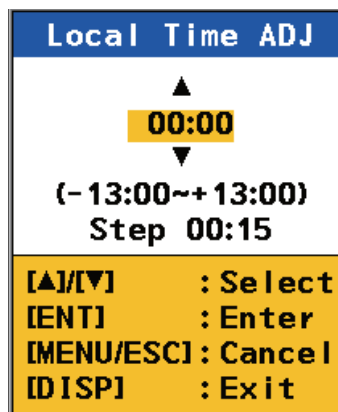 Local Time ADJ
▲
00:00
▼
(-13:00~+13:00)
Step 00:15
[▲]/[▼] :Select
[ENT] :Enter
[MENU/ESC]:Cancel
[DISP] :Exit